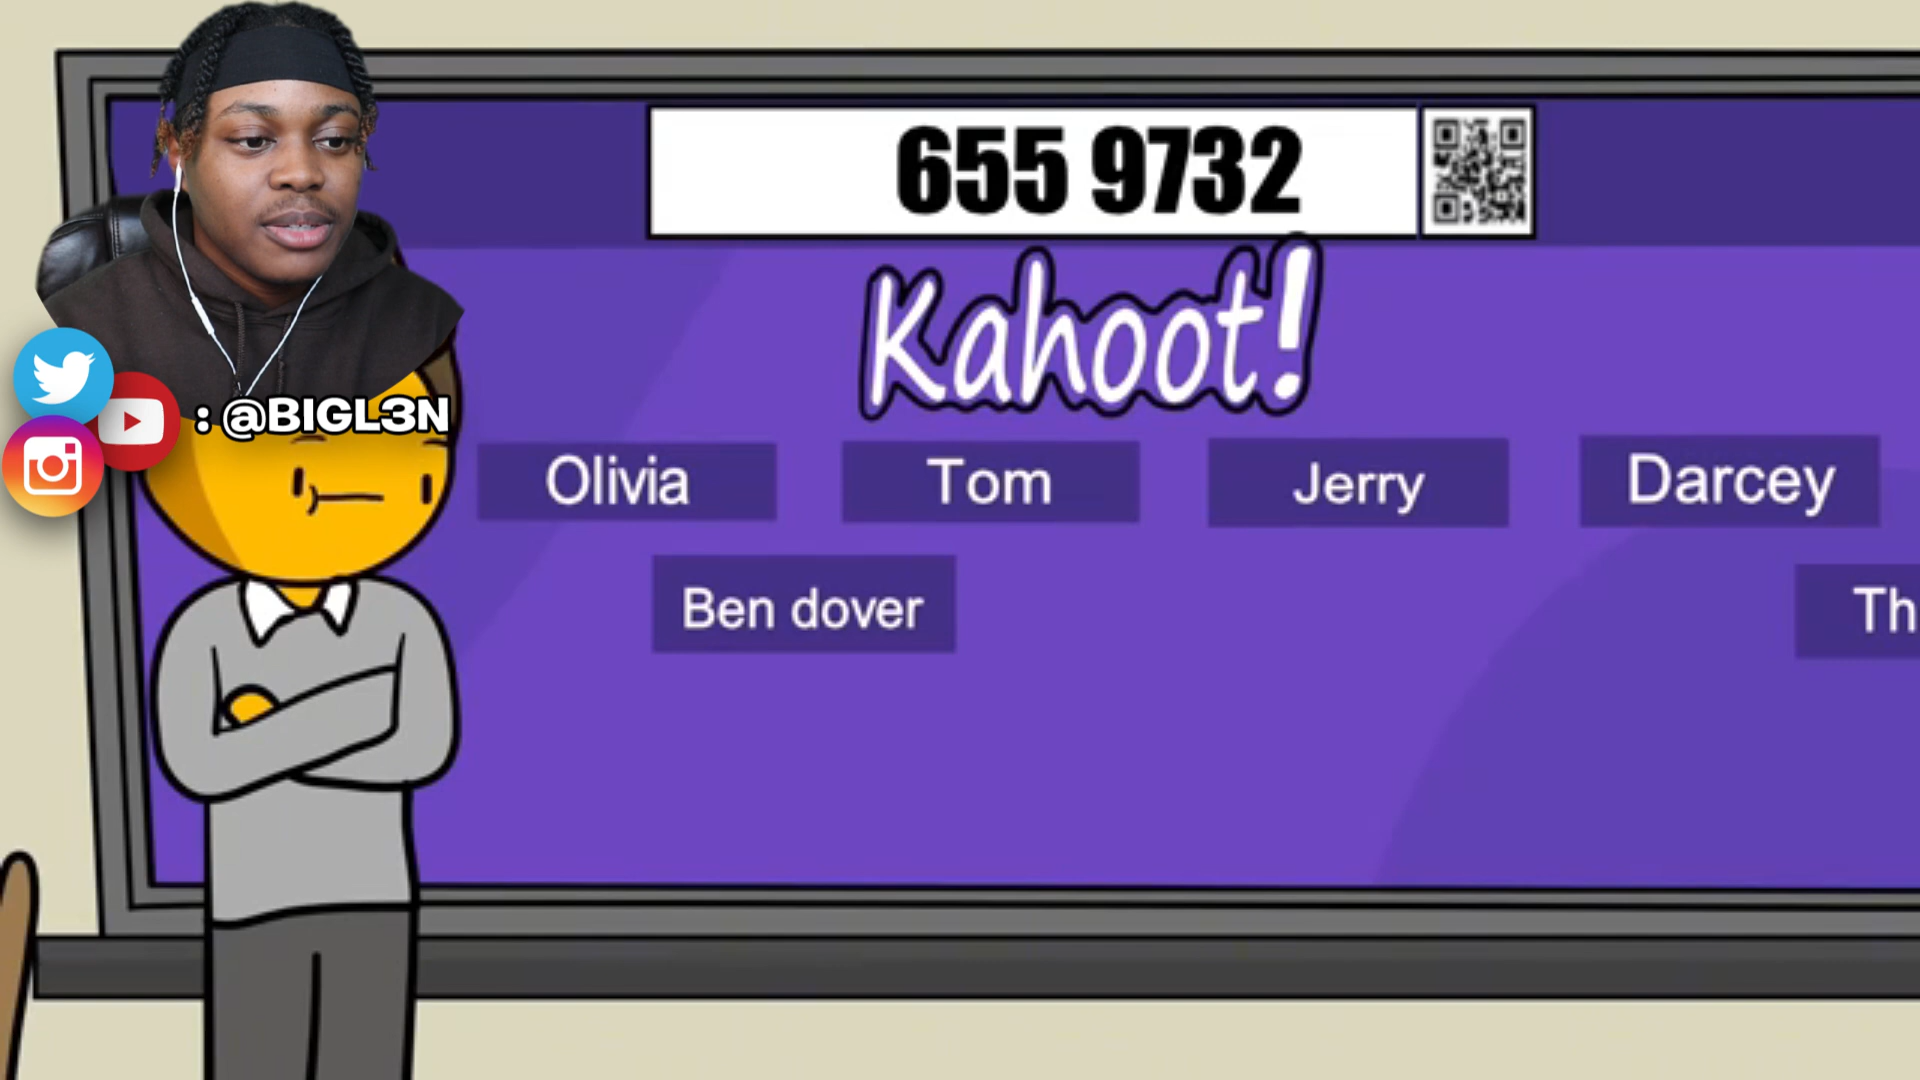 655 9732
Kahoot!
: @BIGL3N
Olivia Tom Jerry Darcey
Ben dover Th